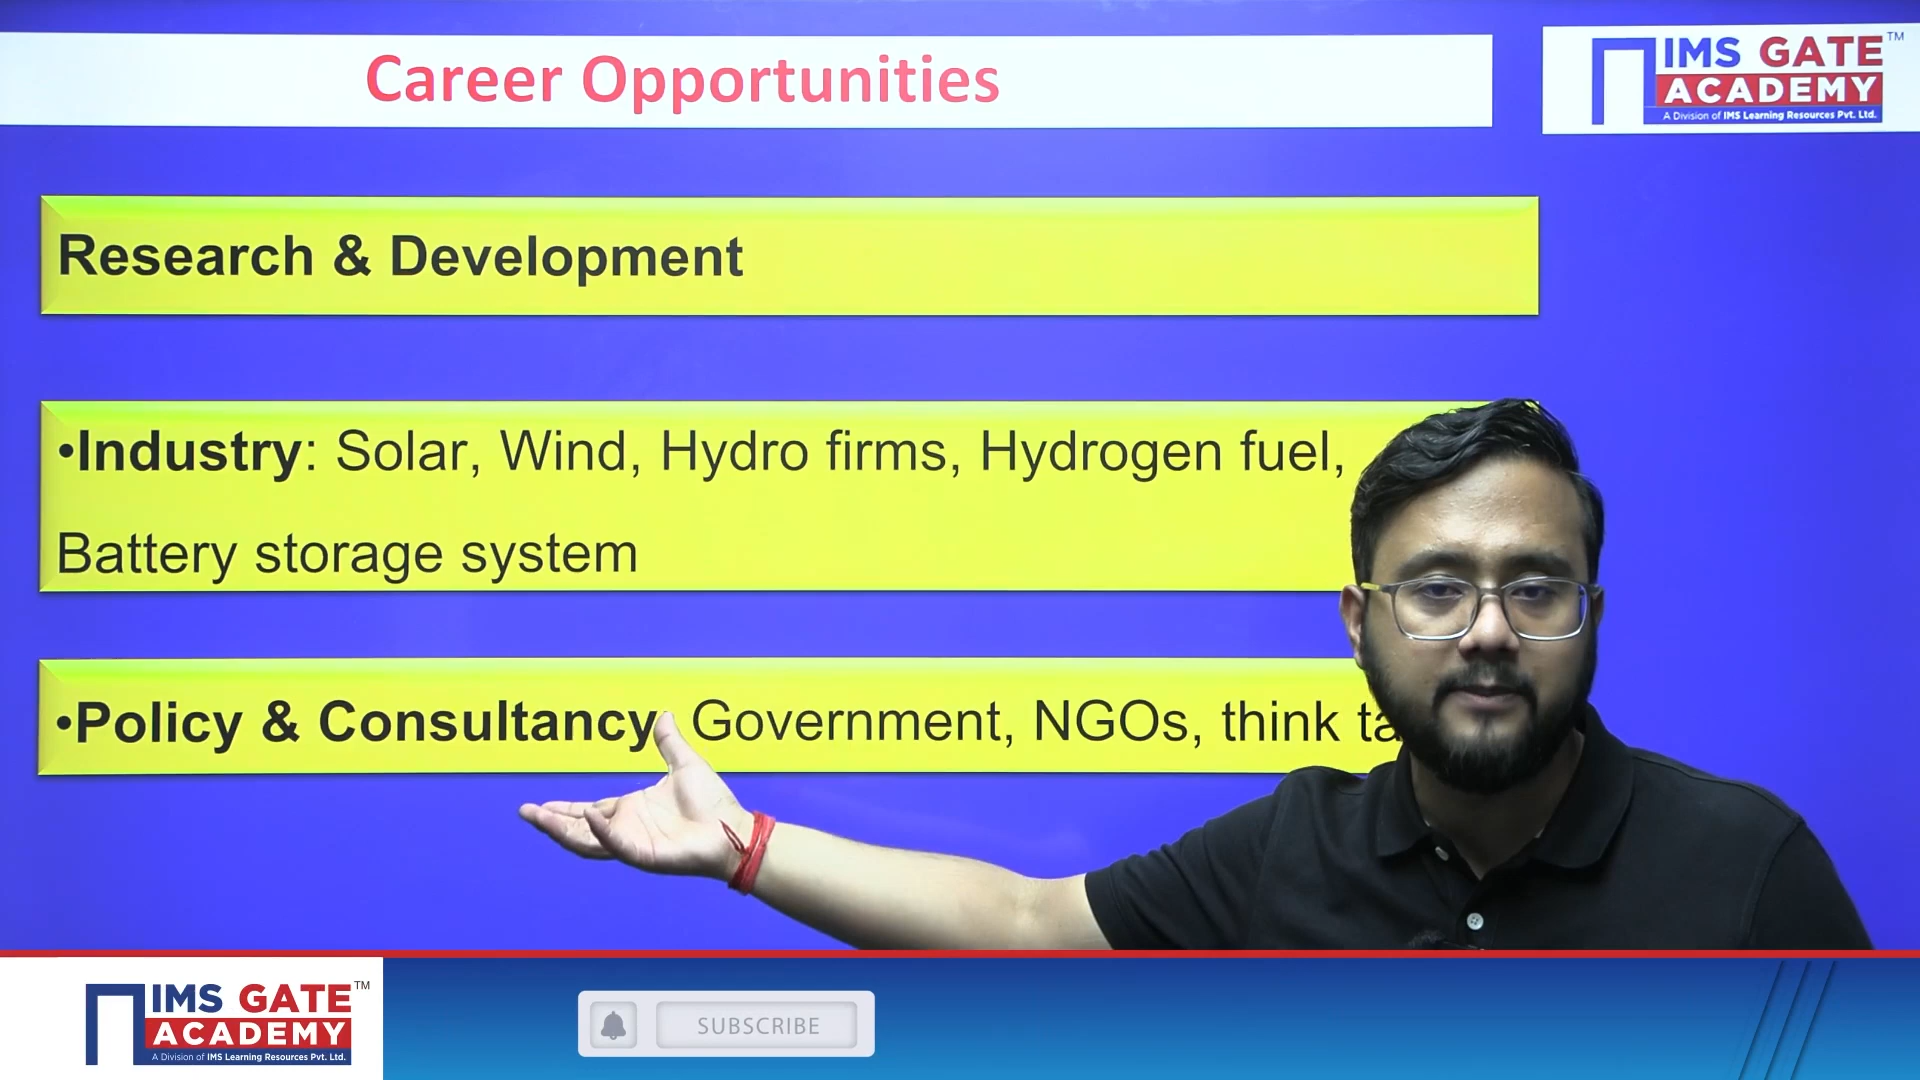 Career Opportunities
IMS GATE TM
ACADEMY
A Division of IMS Learning Resources Pvt. Ltd.
Research & Development
•Industry: Solar, Wind, Hydro firms, Hydrogen fuel,
Battery storage system
•Policy & Consultancy: Government, NGOs, think
IMS GATE TM
ACADEMY
A Division of IMS Learning Resources Pvt. Ltd.
SUBSCRIBE